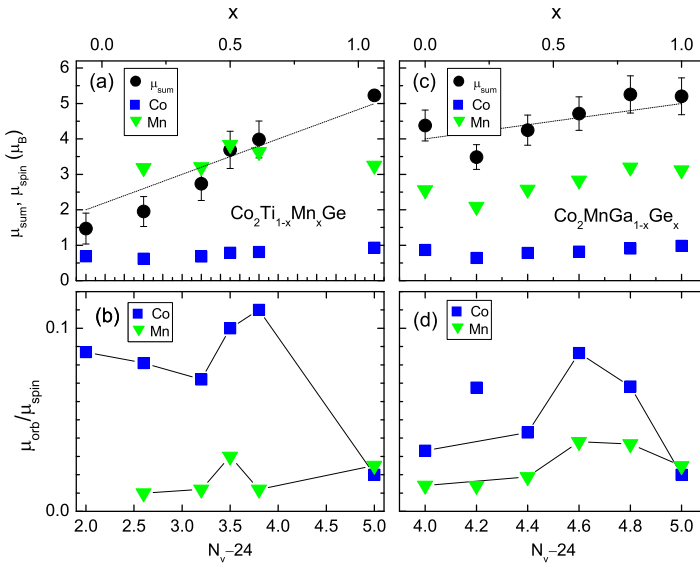 x x
0.0 0.5 1.0 0.0 0.5 1.0
6
5
4
3
2
1
0
μsum, μspin (μB)
(a)
μsum
Co
Mn
Co2Ti1-xMnxGe
(c)
μsum
Co
Mn
Co2MnGa1-xGex
0.1
0.0
μorb/μspin
(b)
Co
Mn
(d)
Co
Mn
2.0 2.5 3.0 3.5 4.0 4.5 5.0 4.0 4.2 4.4 4.6 4.8 5.0
Nv−24 Nv−24